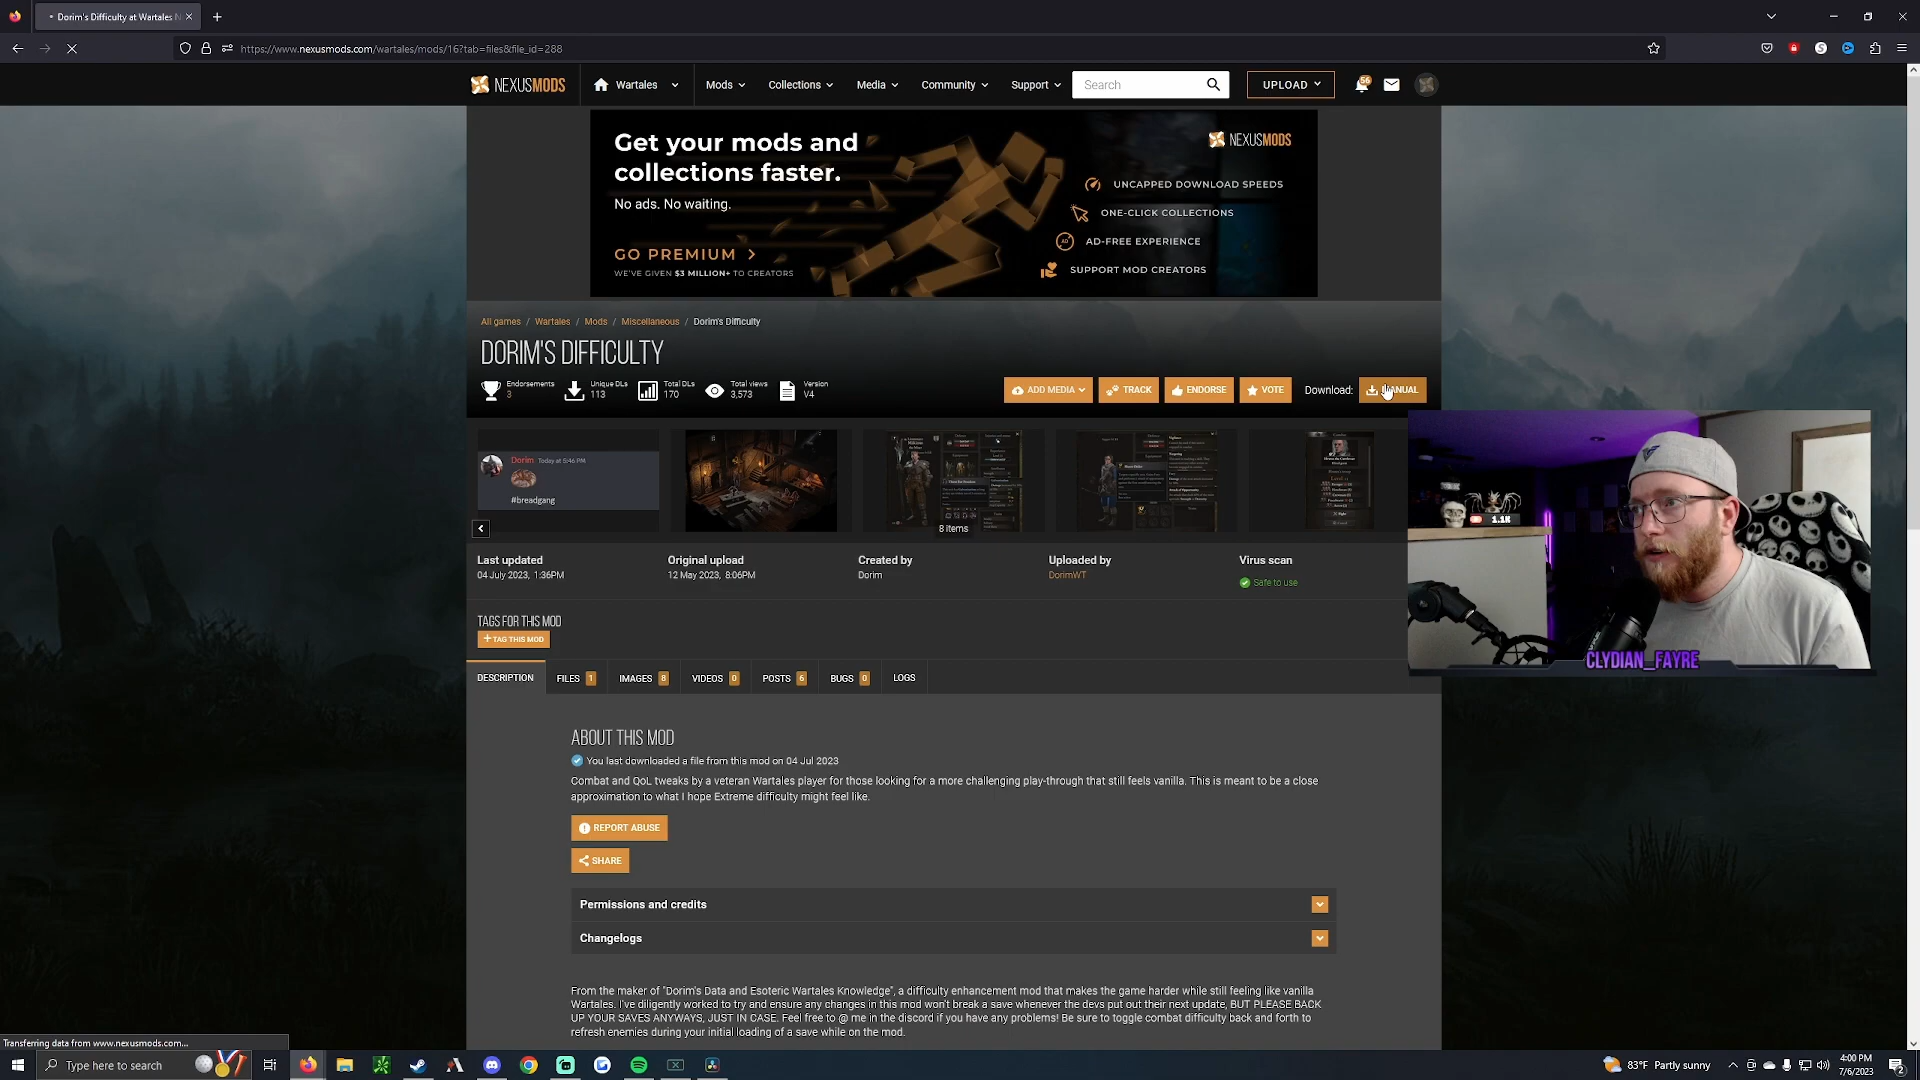 Dorim's Difficulty at Wartales N
https://www.nexusmods.com/wartales/mods/16?tab=files&file_id=288
NEXUSMODS
Wartales
Mods
Collections
Media
Community
Support
Search
UPLOAD
56
Get your mods and
collections faster.
No ads. No waiting.
GO PREMIUM
WE'VE GIVEN $3 MILLION+ TO CREATORS
NEXUSMODS
UNCAPPED DOWNLOAD SPEEDS
ONE-CLICK COLLECTIONS
AD-FREE EXPERIENCE
SUPPORT MOD CREATORS
All games / Wartales / Mods / Miscellaneous / Dorim's Difficulty
DORIM'S DIFFICULTY
Endorsements
3
Unique DLs
113
Total DLs
170
Total views
3,573
Version
V4
ADD MEDIA
TRACK
ENDORSE
VOTE
Download:
MANUAL
Dorim Today at 5:46 PM
#breadgang
8 items
1.1K
Last updated
04 July 2023, 1:36PM
Original upload
12 May 2023, 8:06PM
Created by
Dorim
Uploaded by
DorimWT
Virus scan
Safe to use
CLYDIAN_FAYRE
TAGS FOR THIS MOD
+ TAG THIS MOD
DESCRIPTION
FILES 1
IMAGES 8
VIDEOS 0
POSTS 6
BUGS 0
LOGS
ABOUT THIS MOD
You last downloaded a file from this mod on 04 Jul 2023
Combat and QoL tweaks by a veteran Wartales player for those looking for a more challenging play-through that still feels vanilla. This is meant to be a close
approximation to what I hope Extreme difficulty might feel like.
REPORT ABUSE
SHARE
Permissions and credits
Changelogs
From the maker of "Dorim's Data and Esoteric Wartales Knowledge", a difficulty enhancement mod that makes the game harder while still feeling like vanilla
Wartales. I've diligently worked to try and ensure any changes in this mod won't break a save whenever the devs put out their next update, BUT PLEASE BACK
UP YOUR SAVES ANYWAYS, JUST IN CASE. Feel free to @ me in the discord if you have any problems! Be sure to toggle combat difficulty back and forth to
refresh enemies during your initial loading of a save while on the mod.
Transferring data from www.nexusmods.com...
Type here to search
83°F Partly sunny
4:00 PM
7/6/2023
2